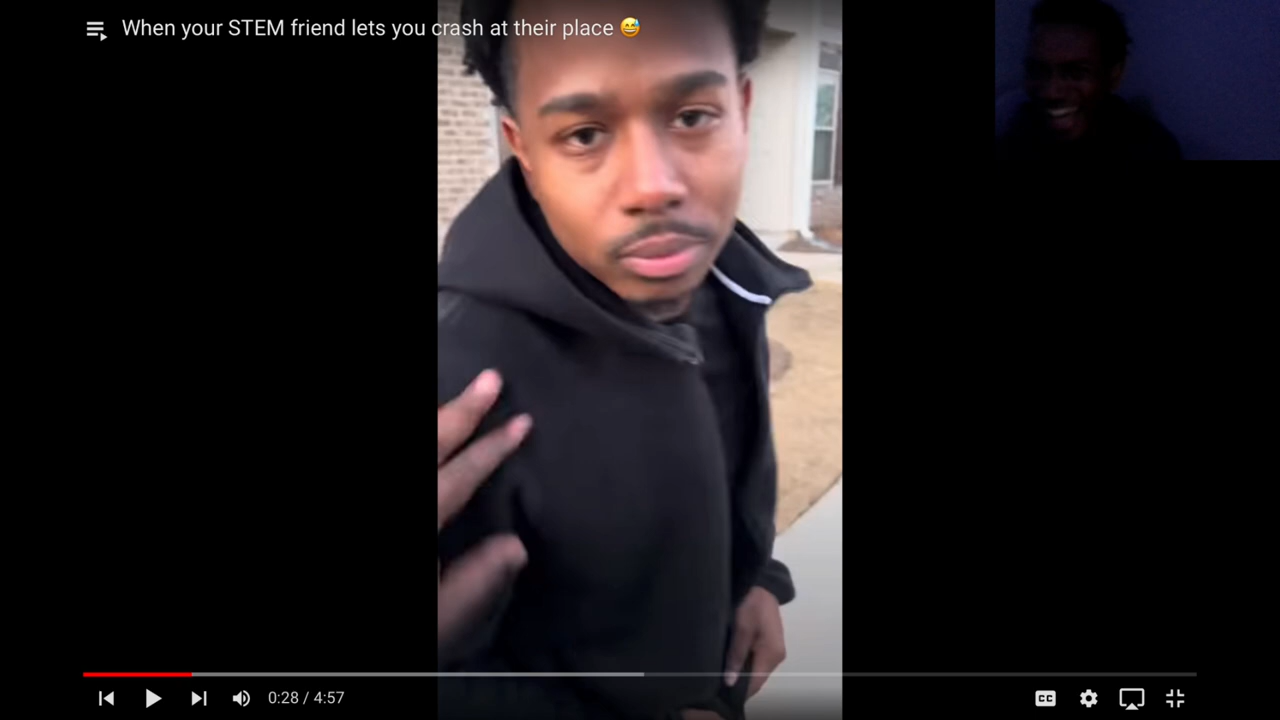 When your STEM friend lets you crash at their place 😅
0:28 / 4:57
CC